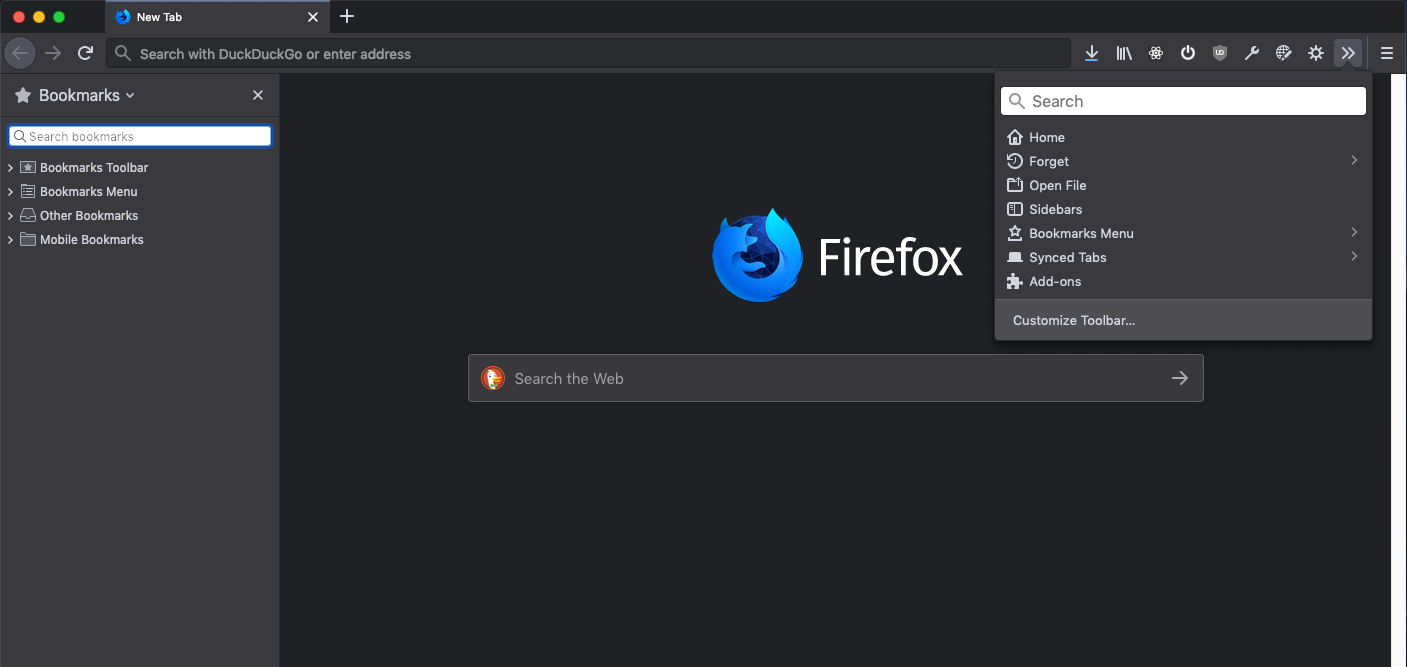 New Tab
Search with DuckDuckGo or enter address
Bookmarks
Search bookmarks
Bookmarks Toolbar
Bookmarks Menu
Other Bookmarks
Mobile Bookmarks
Firefox
Search the Web
Search
Home
Forget
Open File
Sidebars
Bookmarks Menu
Synced Tabs
Add-ons
Customize Toolbar...